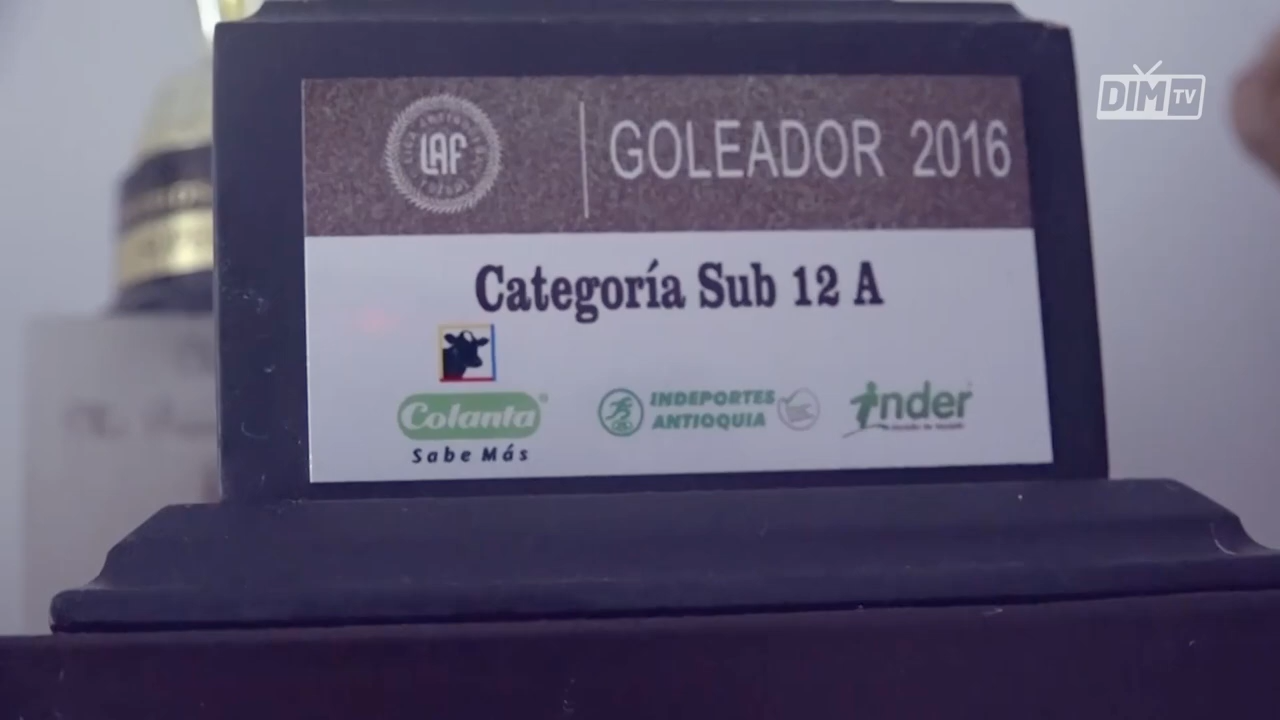 DIM TV
LAF
GOLEADOR 2016
Categoría Sub 12 A
Colanta®
Sabe Más
INDEPORTES
ANTIOQUIA
inder